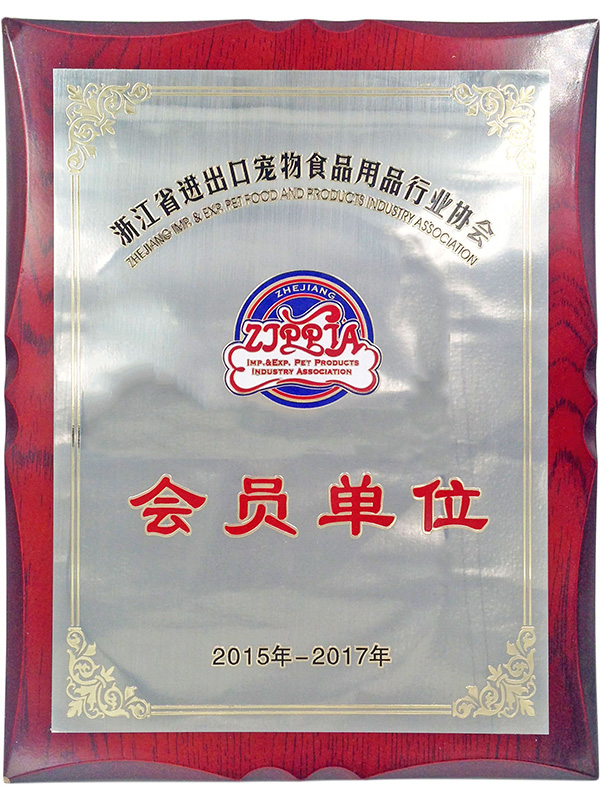 浙江省进出口宠物食品用品行业协会
ZHEJIANG IMP. & EXP. PET FOOD AND PRODUCTS INDUSTRY ASSOCIATION
ZHEJIANG
ZJPPIA
IMP.&EXP. PET PRODUCTS
INDUSTRY ASSOCIATION
会员单位
2015年-2017年